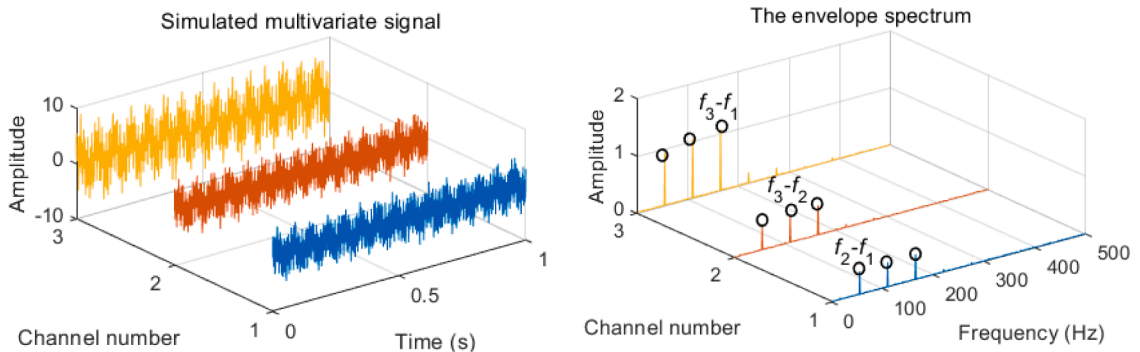 Simulated multivariate signal
Amplitude
10
0
-10
3
2
1
Channel number
0
0.5
1
Time (s)
The envelope spectrum
Amplitude
2
1
0
3
2
1
Channel number
f3-f1
f3-f2
f2-f1
0
100
200
300
400
500
Frequency (Hz)